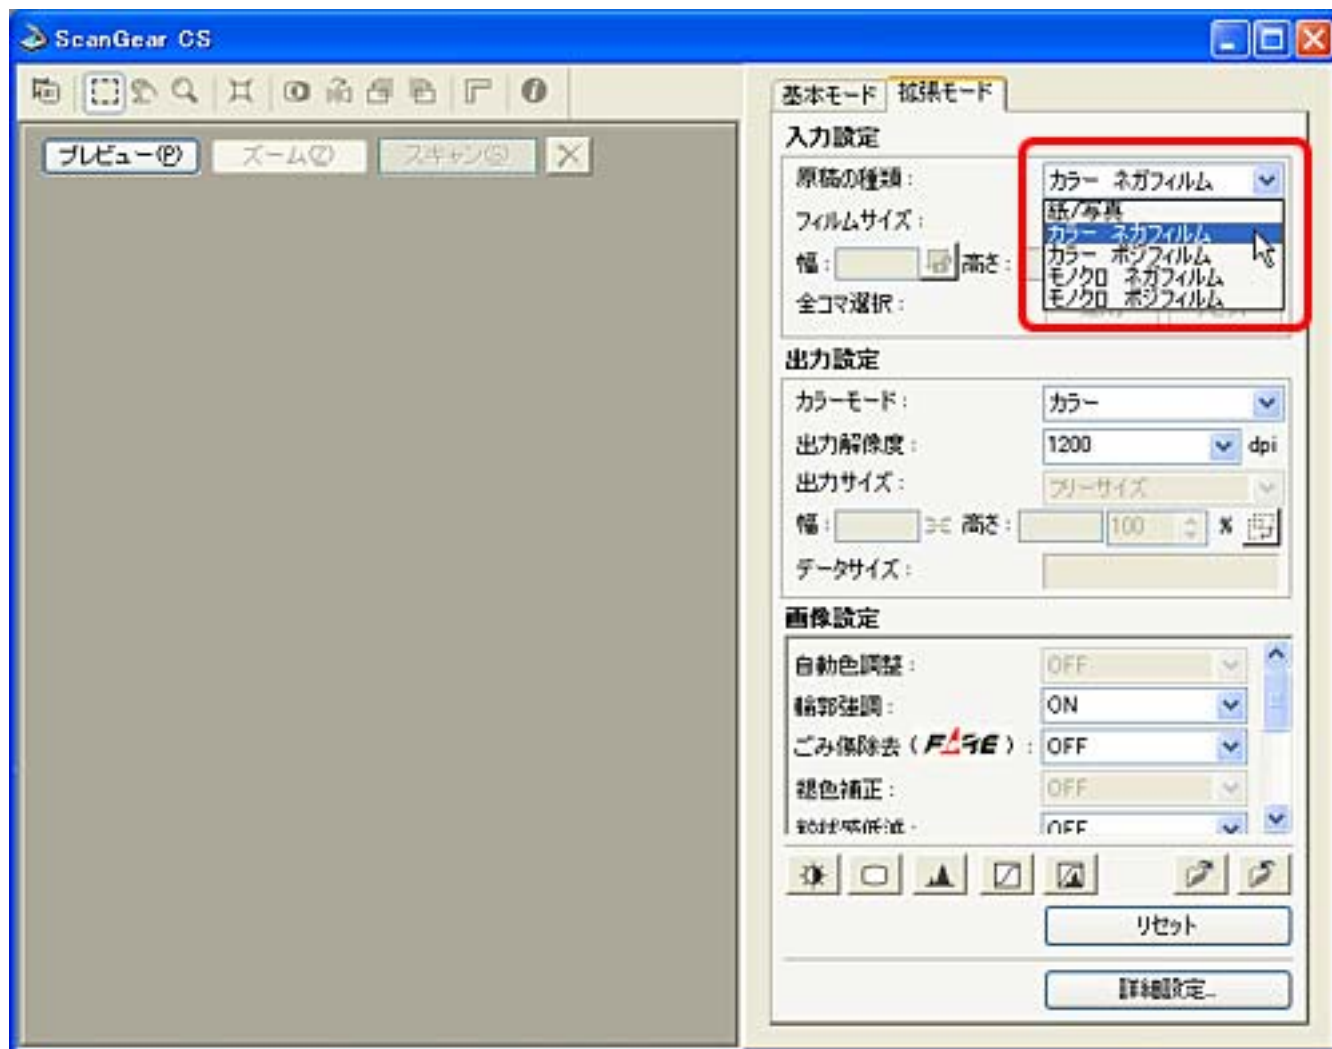 ScanGear CS
基本モード 拡張モード
プレビュー(P) ズーム(Z) スキャン(S)
入力設定
原稿の種類： カラー ネガフィルム
紙/写真
フィルムサイズ：
カラー ネガフィルム
カラー ポジフィルム
幅： 高さ：
モノクロ ネガフィルム
モノクロ ポジフィルム
全コマ選択：
出力設定
カラーモード： カラー
出力解像度： 1200 dpi
出力サイズ： フリーサイズ
幅： 高さ： 100 %
データサイズ：
画像設定
自動色調整： OFF
輪郭強調： ON
ごみ傷除去（FARE）： OFF
褪色補正： OFF
粒状感低減： OFF
リセット
詳細設定...